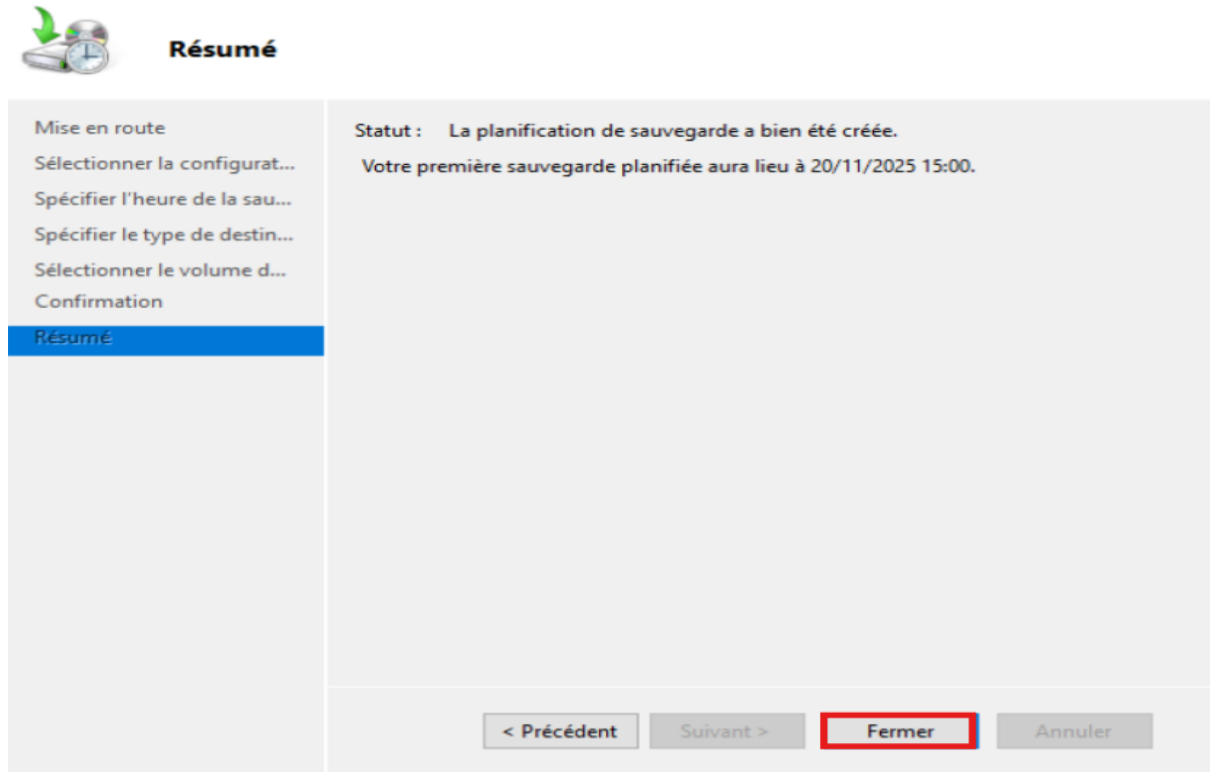 Résumé
Mise en route
Sélectionner la configurat...
Spécifier l'heure de la sau...
Spécifier le type de destin...
Sélectionner le volume d...
Confirmation
Résumé
Statut : La planification de sauvegarde a bien été créée.
Votre première sauvegarde planifiée aura lieu à 20/11/2025 15:00.
< Précédent
Suivant >
Fermer
Annuler